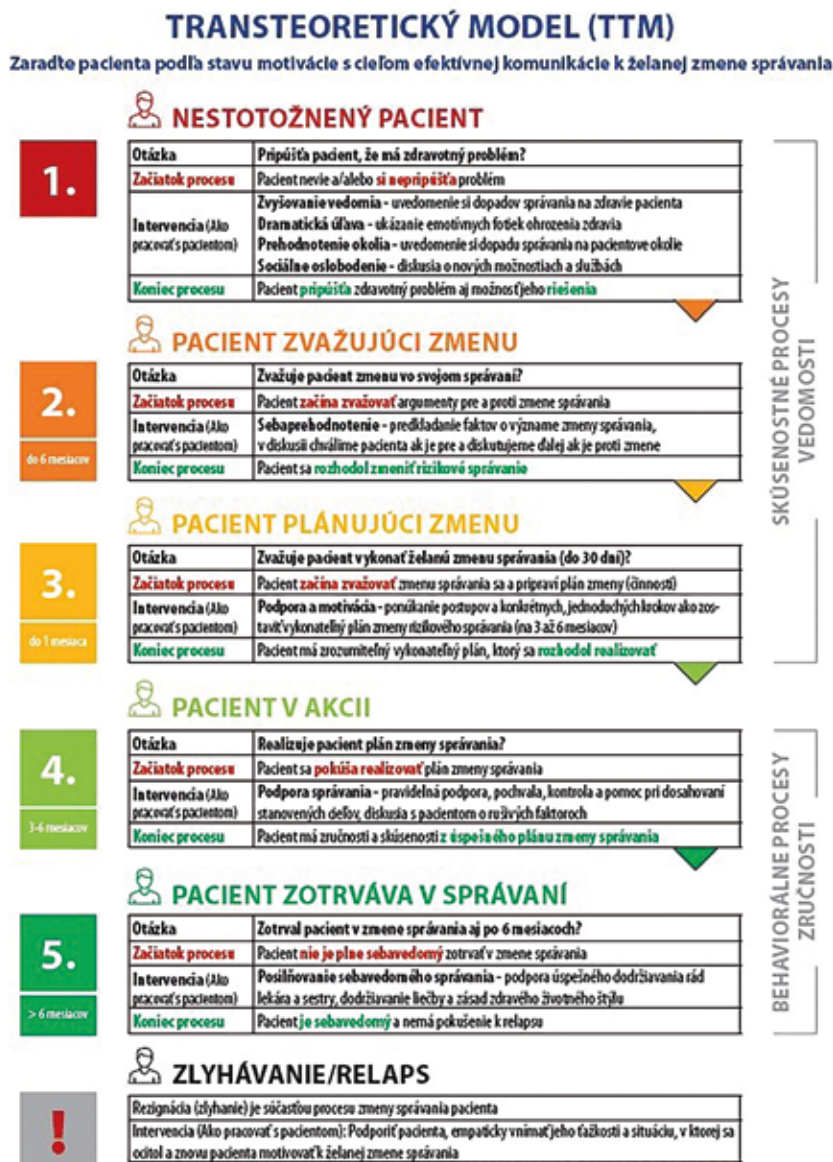 TRANSTEORETICKÝ MODEL (TTM)
Zaraďte pacienta podľa stavu motivácie s cieľom efektívnej komunikácie k želanej zmene správania
NESTOTOŽNENÝ PACIENT
1.
Otázka Pripúšťa pacient, že má zdravotný problém?
Začiatok procesu Pacient nevie a/alebo si nepripúšťa problém
Zvyšovanie vedomia - uvedomenie si dopadov správania na zdravie pacienta
Dramatická úľava - ukázanie emotívnych fotiek ohrozenia zdravia
Intervencia (Ako pracovať s pacientom)
Prehodnotenie okolia - uvedomenie si dopadu správania na pacientove okolie
Sociálne oslobodenie - diskusia o nových možnostiach a službách
Koniec procesu Pacient pripúšťa zdravotný problém aj možnosť jeho riešenia
PACIENT ZVAŽUJÚCI ZMENU
2.
do 6 mesiacov
Otázka Zvažuje pacient zmenu vo svojom správaní?
Začiatok procesu Pacient začína zvažovať argumenty pre a proti zmene správania
Intervencia (Ako Sebaprehodnotenie - predkladanie faktov o význame zmeny správania,
pracovať s pacientom) v diskusii chválime pacienta ak je pre a diskutujeme ďalej ak je proti zmene
Koniec procesu Pacient sa rozhodol zmeniť rizikové správanie
PACIENT PLÁNUJÚCI ZMENU
3.
do 1 mesiaca
Otázka Zvažuje pacient vykonať želanú zmenu správania (do 30 dní)?
Začiatok procesu Pacient začína zvažovať zmenu správania sa a pripraví plán zmeny (činností)
Intervencia (Ako Podpora a motivácia - ponúkanie postupov a konkrétnych, jednoduchých krokov ako zos-
pracovať s pacientom) taviť vykonateľný plán zmeny rizikového správania (na 3 až 6 mesiacov)
Koniec procesu Pacient má zrozumiteľný vykonateľný plán, ktorý sa rozhodol realizovať
SKÚSENOSTNÉ PROCESY
VEDOMOSTI
PACIENT V AKCII
4.
3-6 mesiacov
Otázka Realizuje pacient plán zmeny správania?
Začiatok procesu Pacient sa pokúša realizovať plán zmeny správania
Intervencia (Ako Podpora správania - pravidelná podpora, pochvala, kontrola a pomoc pri dosahovaní
pracovať s pacientom) stanovených cieľov, diskusia s pacientom o rušivých faktoroch
Koniec procesu Pacient má zručnosti a skúsenosti z úspešného plánu zmeny správania
PACIENT ZOTRVÁVA V SPRÁVANÍ
5.
> 6 mesiacov
Otázka Zotrval pacient v zmene správania aj po 6 mesiacoch?
Začiatok procesu Pacient nie je plne sebavedomý zotrvať v zmene správania
Intervencia (Ako Posilňovanie sebavedomého správania - podpora úspešného dodržiavania rád
pracovať s pacientom) lekára a sestry, dodržiavanie liečby a zásad zdravého životného štýlu
Koniec procesu Pacient je sebavedomý a nemá pokušenie k relapsu
BEHAVIORÁLNE PROCESY
ZRUČNOSTI
ZLYHÁVANIE/RELAPS
!
Rezignácia (zlyhanie) je súčasťou procesu zmeny správania pacienta
Intervencia (Ako pracovať s pacientom): Podporiť pacienta, empaticky vnímať jeho ťažkosti a situáciu, v ktorej sa
ocitol a znovu pacienta motivovať k želanej zmene správania